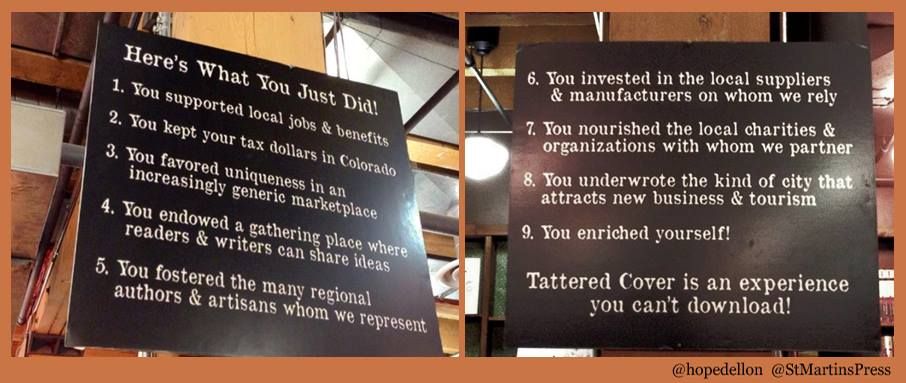 Here's What You Just Did!
1. You supported local jobs & benefits
2. You kept your tax dollars in Colorado
3. You favored uniqueness in an
increasingly generic marketplace
4. You endowed a gathering place where
readers & writers can share ideas
5. You fostered the many regional
authors & artisans whom we represent
6. You invested in the local suppliers
& manufacturers on whom we rely
7. You nourished the local charities &
organizations with whom we partner
8. You underwrote the kind of city that
attracts new business & tourism
9. You enriched yourself!
Tattered Cover is an experience
you can't download!
@hopedellon @StMartinsPress